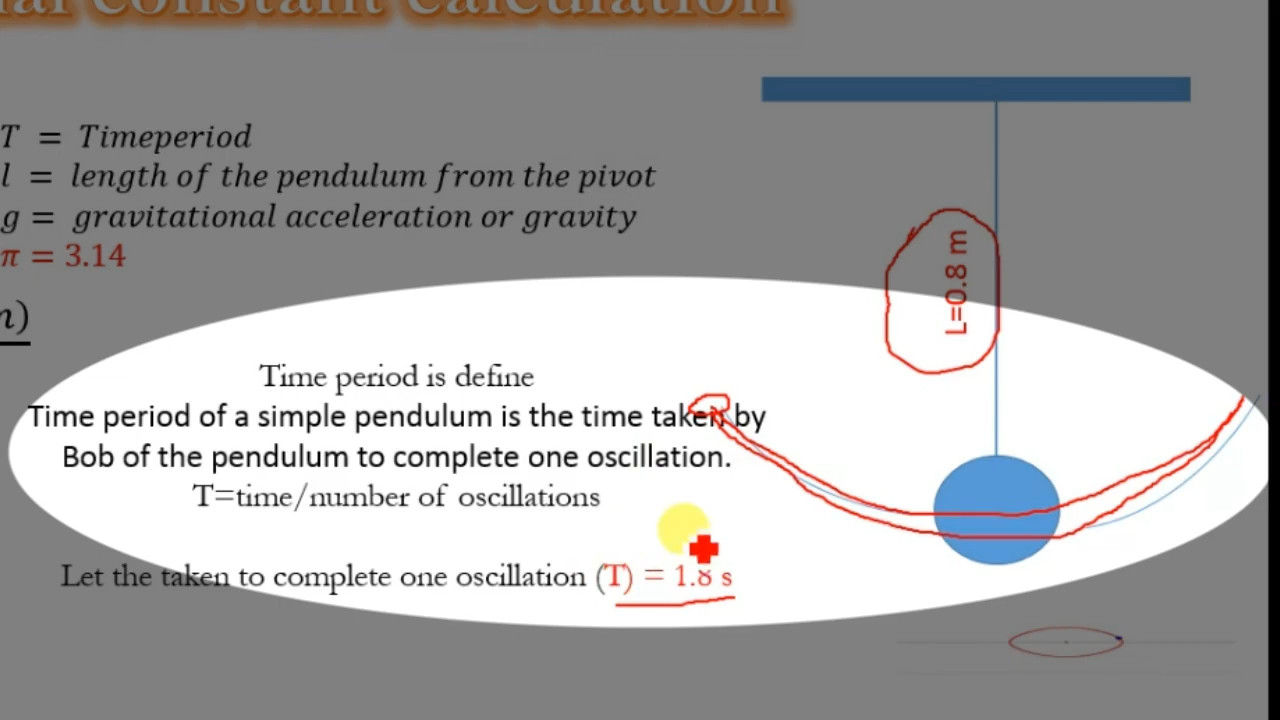 constant calculation
T = Timeperiod
l = length of the pendulum from the pivot
g = gravitational acceleration or gravity
π = 3.14
L=0.8 m
Time period is define
Time period of a simple pendulum is the time taken by
Bob of the pendulum to complete one oscillation.
T=time/number of oscillations
Let the taken to complete one oscillation (T) = 1.8 s